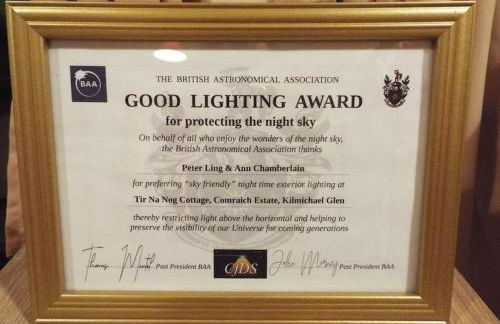 BAA
THE BRITISH ASTRONOMICAL ASSOCIATION
GOOD LIGHTING AWARD
for protecting the night sky
On behalf of all who enjoy the wonders of the night sky,
the British Astronomical Association thanks
Peter Ling & Ann Chamberlain
for preferring "sky friendly" night time exterior lighting at
Tir Na Nog Cottage, Comraich Estate, Kilmichael Glen
thereby restricting light above the horizontal and helping to
preserve the visibility of our Universe for coming generations
Past President BAA
CfDS
Past President BAA